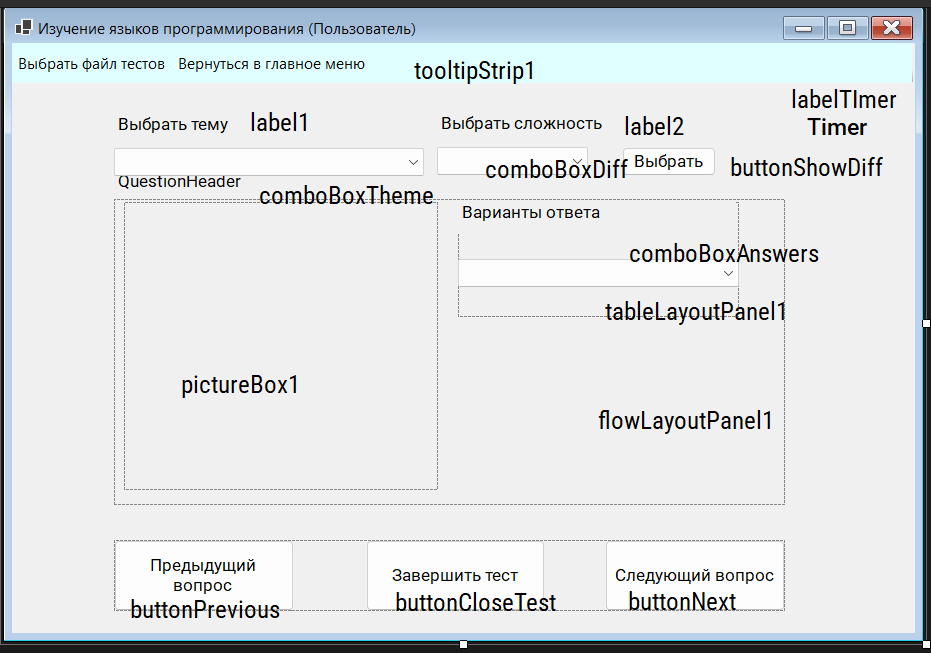 Изучение языков программирования (Пользователь)
Выбрать файл тестов Вернуться в главное меню
tooltipStrip1
labelTImer
Timer
Выбрать тему label1 Выбрать сложность label2
comboBoxDiff Выбрать buttonShowDiff
QuestionHeader
comboBoxTheme
Варианты ответа
comboBoxAnswers
tableLayoutPanel1
pictureBox1
flowLayoutPanel1
Предыдущий
вопрос
Завершить тест
Следующий вопрос
buttonPrevious buttonCloseTest buttonNext